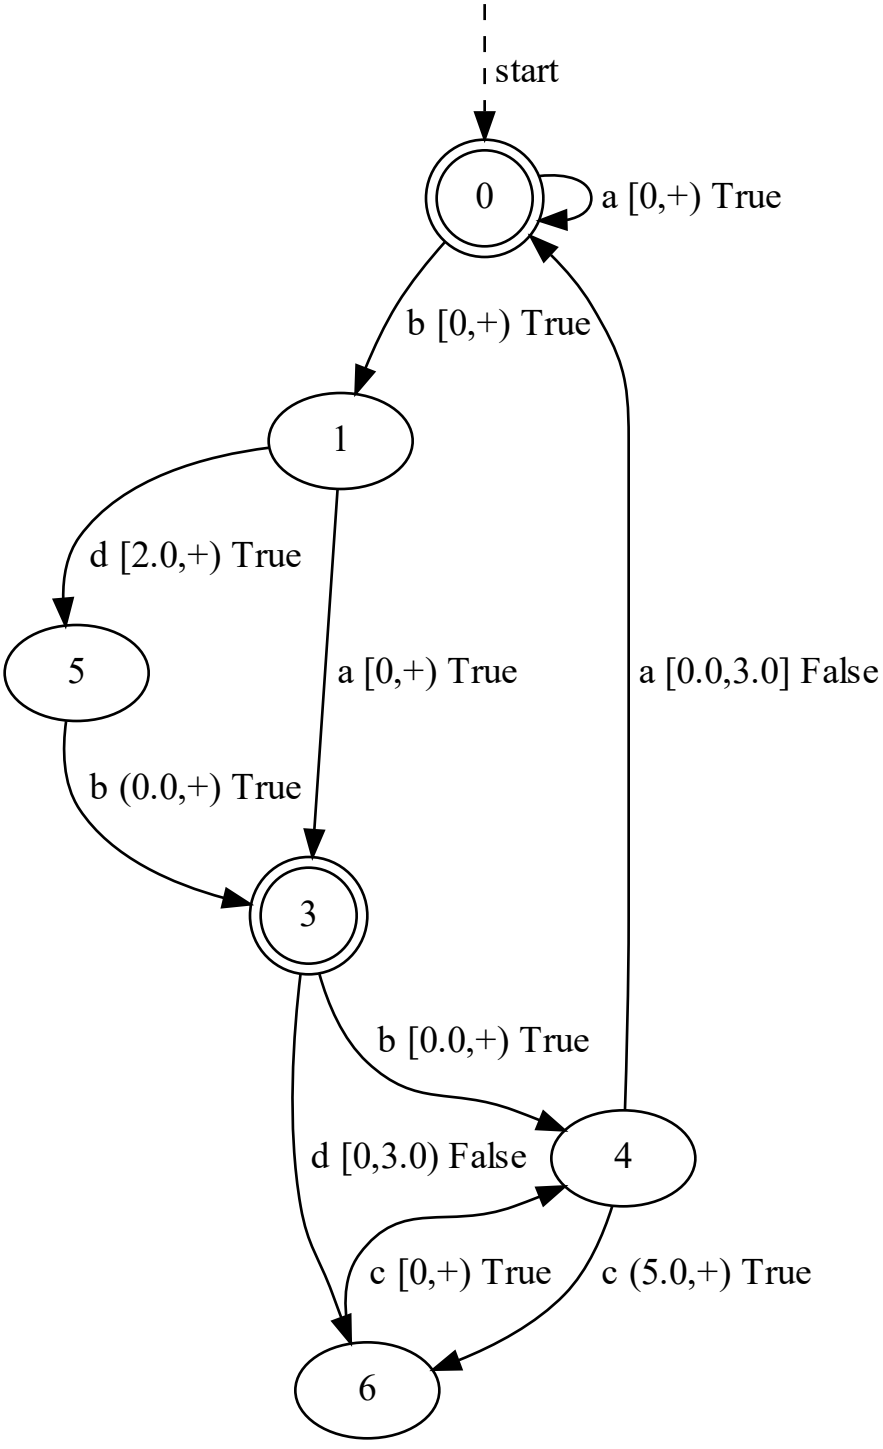 start
0
a [0,+) True
b [0,+) True
1
d [2.0,+) True
5
a [0,+) True
a [0.0,3.0] False
b (0.0,+) True
3
b [0.0,+) True
d [0,3.0) False
4
c [0,+) True
c (5.0,+) True
6